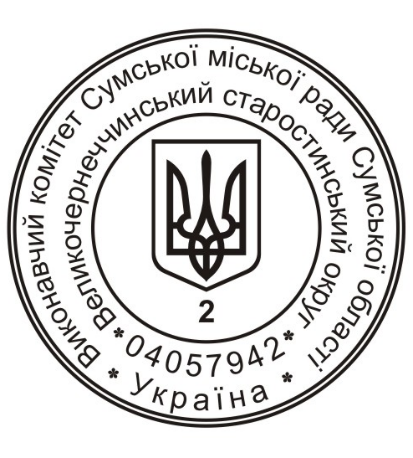 Виконавчий комітет Сумської міської ради Сумської області
* Україна *
Великочернеччинський старостинський округ
* 04057942 *
2